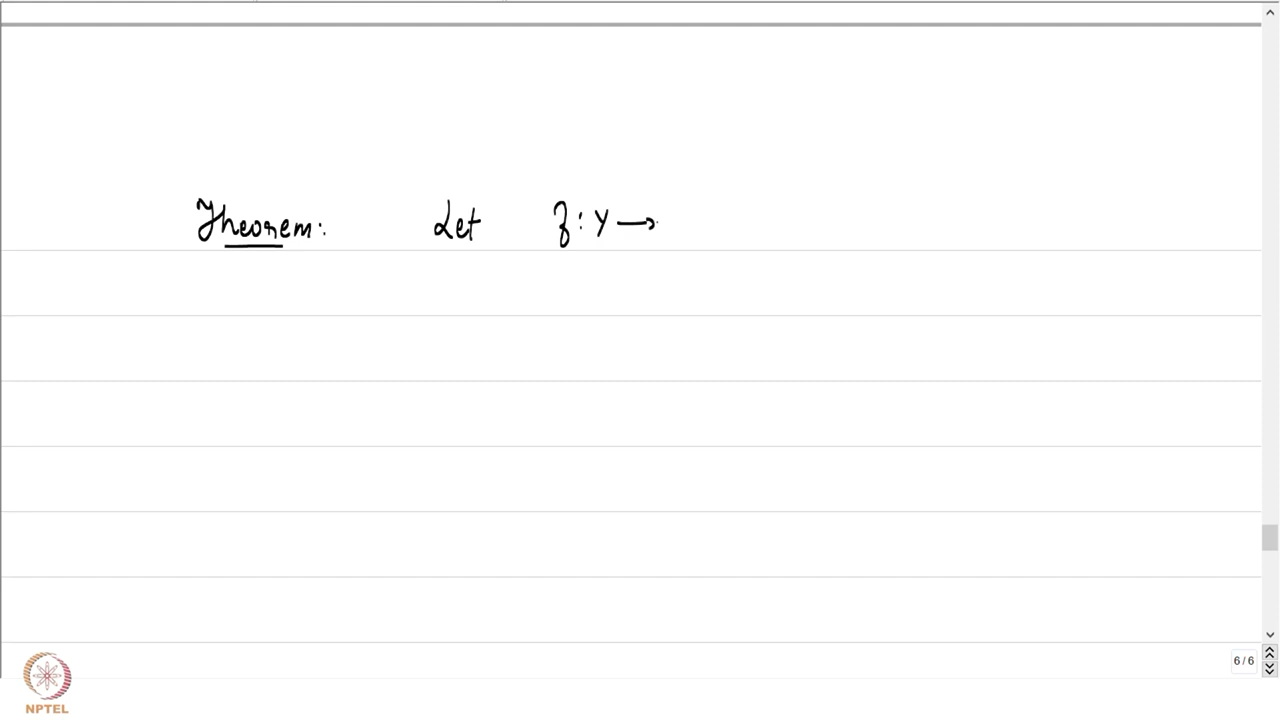 Theorem: Let f : Y →
6 / 6
NPTEL